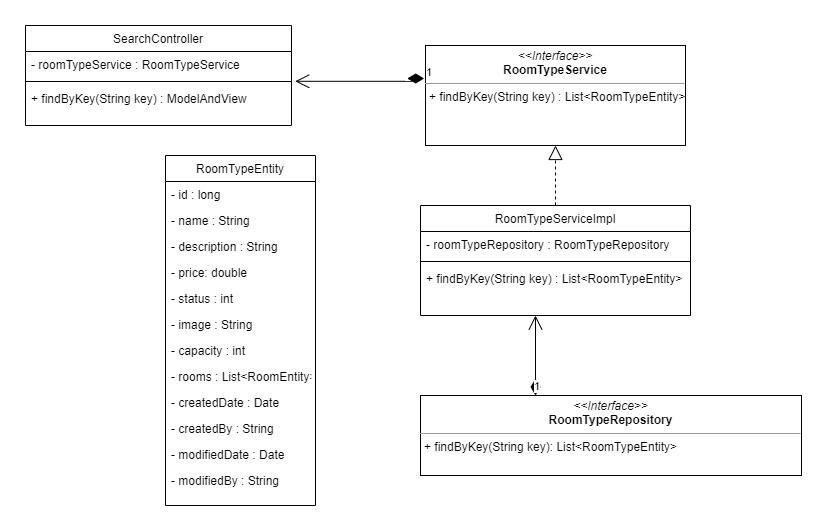 SearchController
- roomTypeService : RoomTypeService
+ findByKey(String key) : ModelAndView
<<Interface>>
RoomTypeService
1
+ findByKey(String key) : List<RoomTypeEntity>
RoomTypeEntity
- id : long
- name : String
- description : String
- price: double
- status : int
- image : String
- capacity : int
- rooms : List<RoomEntity>
- createdDate : Date
- createdBy : String
- modifiedDate : Date
- modifiedBy : String
RoomTypeServiceImpl
- roomTypeRepository : RoomTypeRepository
+ findByKey(String key) : List<RoomTypeEntity>
1
<<Interface>>
RoomTypeRepository
+ findByKey(String key): List<RoomTypeEntity>